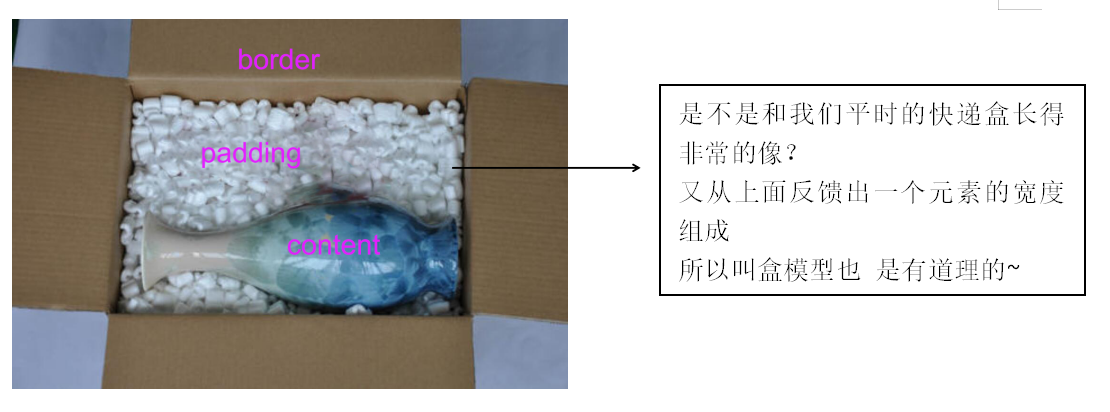 border
padding
content
是不是和我们平时的快递盒长得
非常的像？
又从上面反馈出一个元素的宽度
组成
所以叫盒模型也 是有道理的~